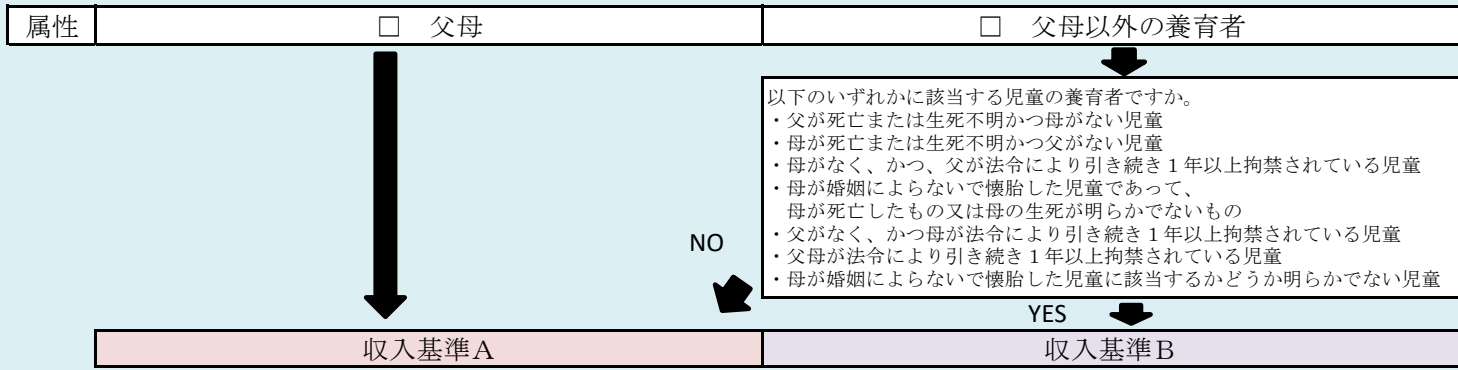 属性 □ 父母 □ 父母以外の養育者
以下のいずれかに該当する児童の養育者ですか。
・父が死亡または生死不明かつ母がない児童
・母が死亡または生死不明かつ父がない児童
・母がなく、かつ、父が法令により引き続き１年以上拘禁されている児童
・母が婚姻によらないで懐胎した児童であって、
母が死亡したもの又は母の生死が明らかでないもの
・父がなく、かつ母が法令により引き続き１年以上拘禁されている児童
・父母が法令により引き続き１年以上拘禁されている児童
・母が婚姻によらないで懐胎した児童に該当するかどうか明らかでない児童
NO
YES
収入基準Ａ 収入基準Ｂ